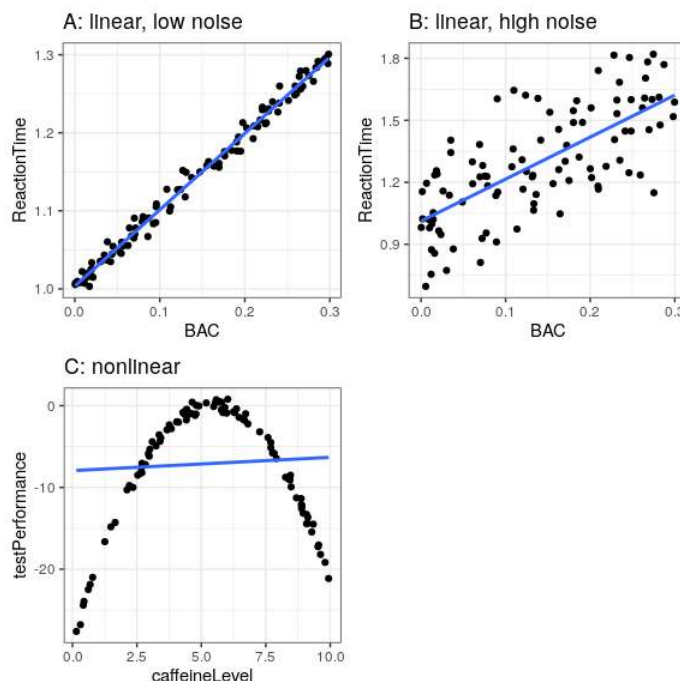 A: linear, low noise
1.3
1.2
1.1
1.0
ReactionTime
0.0 0.1 0.2 0.3
BAC
B: linear, high noise
1.8
1.5
1.2
0.9
ReactionTime
0.0 0.1 0.2 0.3
BAC
C: nonlinear
0
-10
-20
testPerformance
0.0 2.5 5.0 7.5 10.0
caffeineLevel